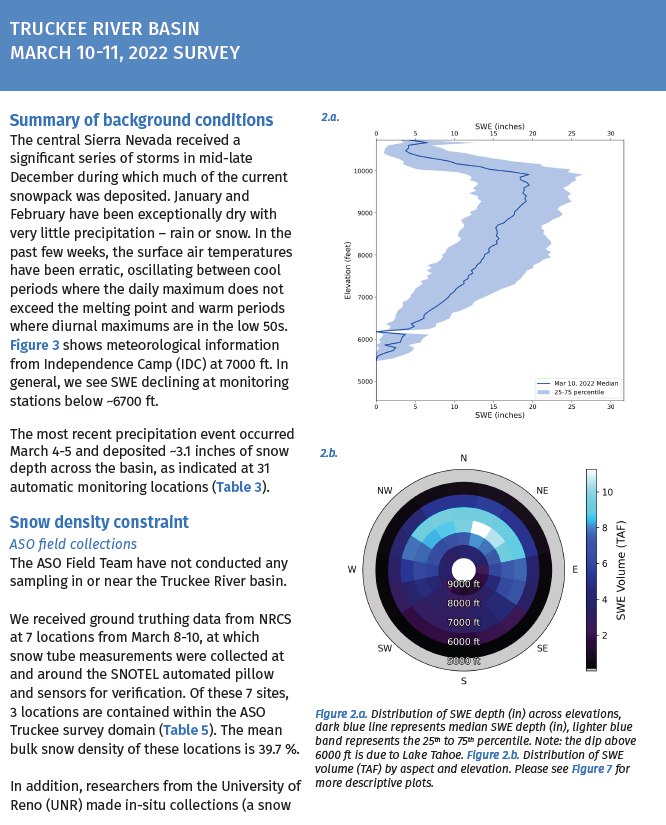 TRUCKEE RIVER BASIN
MARCH 10-11, 2022 SURVEY
Summary of background conditions
The central Sierra Nevada received a
significant series of storms in mid-late
December during which much of the current
snowpack was deposited. January and
February have been exceptionally dry with
very little precipitation – rain or snow. In the
past few weeks, the surface air temperatures
have been erratic, oscillating between cool
periods where the daily maximum does not
exceed the melting point and warm periods
where diurnal maximums are in the low 50s.
Figure 3 shows meteorological information
from Independence Camp (IDC) at 7000 ft. In
general, we see SWE declining at monitoring
stations below ~6700 ft.
The most recent precipitation event occurred
March 4-5 and deposited ~3.1 inches of snow
depth across the basin, as indicated at 31
automatic monitoring locations (Table 3).
Snow density constraint
ASO field collections
The ASO Field Team have not conducted any
sampling in or near the Truckee River basin.
We received ground truthing data from NRCS
at 7 locations from March 8-10, at which
snow tube measurements were collected at
and around the SNOTEL automated pillow
and sensors for verification. Of these 7 sites,
3 locations are contained within the ASO
Truckee survey domain (Table 5). The mean
bulk snow density of these locations is 39.7 %.
In addition, researchers from the University of
Reno (UNR) made in-situ collections (a snow
2.a.
SWE (inches)
0 5 10 15 20 25 30
10000
9000
8000
7000
6000
5000
Elevation (feet)
Mar 10, 2022 Median
25-75 percentile
0 5 10 15 20 25 30
SWE (inches)
2.b.
N
NW NE
W E
SW SE
S
9000 ft
8000 ft
7000 ft
6000 ft
5000 ft
10
8
6
4
2
SWE Volume (TAF)
Figure 2.a. Distribution of SWE depth (in) across elevations,
dark blue line represents median SWE depth (in), lighter blue
band represents the 25th to 75th percentile. Note: the dip above
6000 ft is due to Lake Tahoe. Figure 2.b. Distribution of SWE
volume (TAF) by aspect and elevation. Please see Figure 7 for
more descriptive plots.